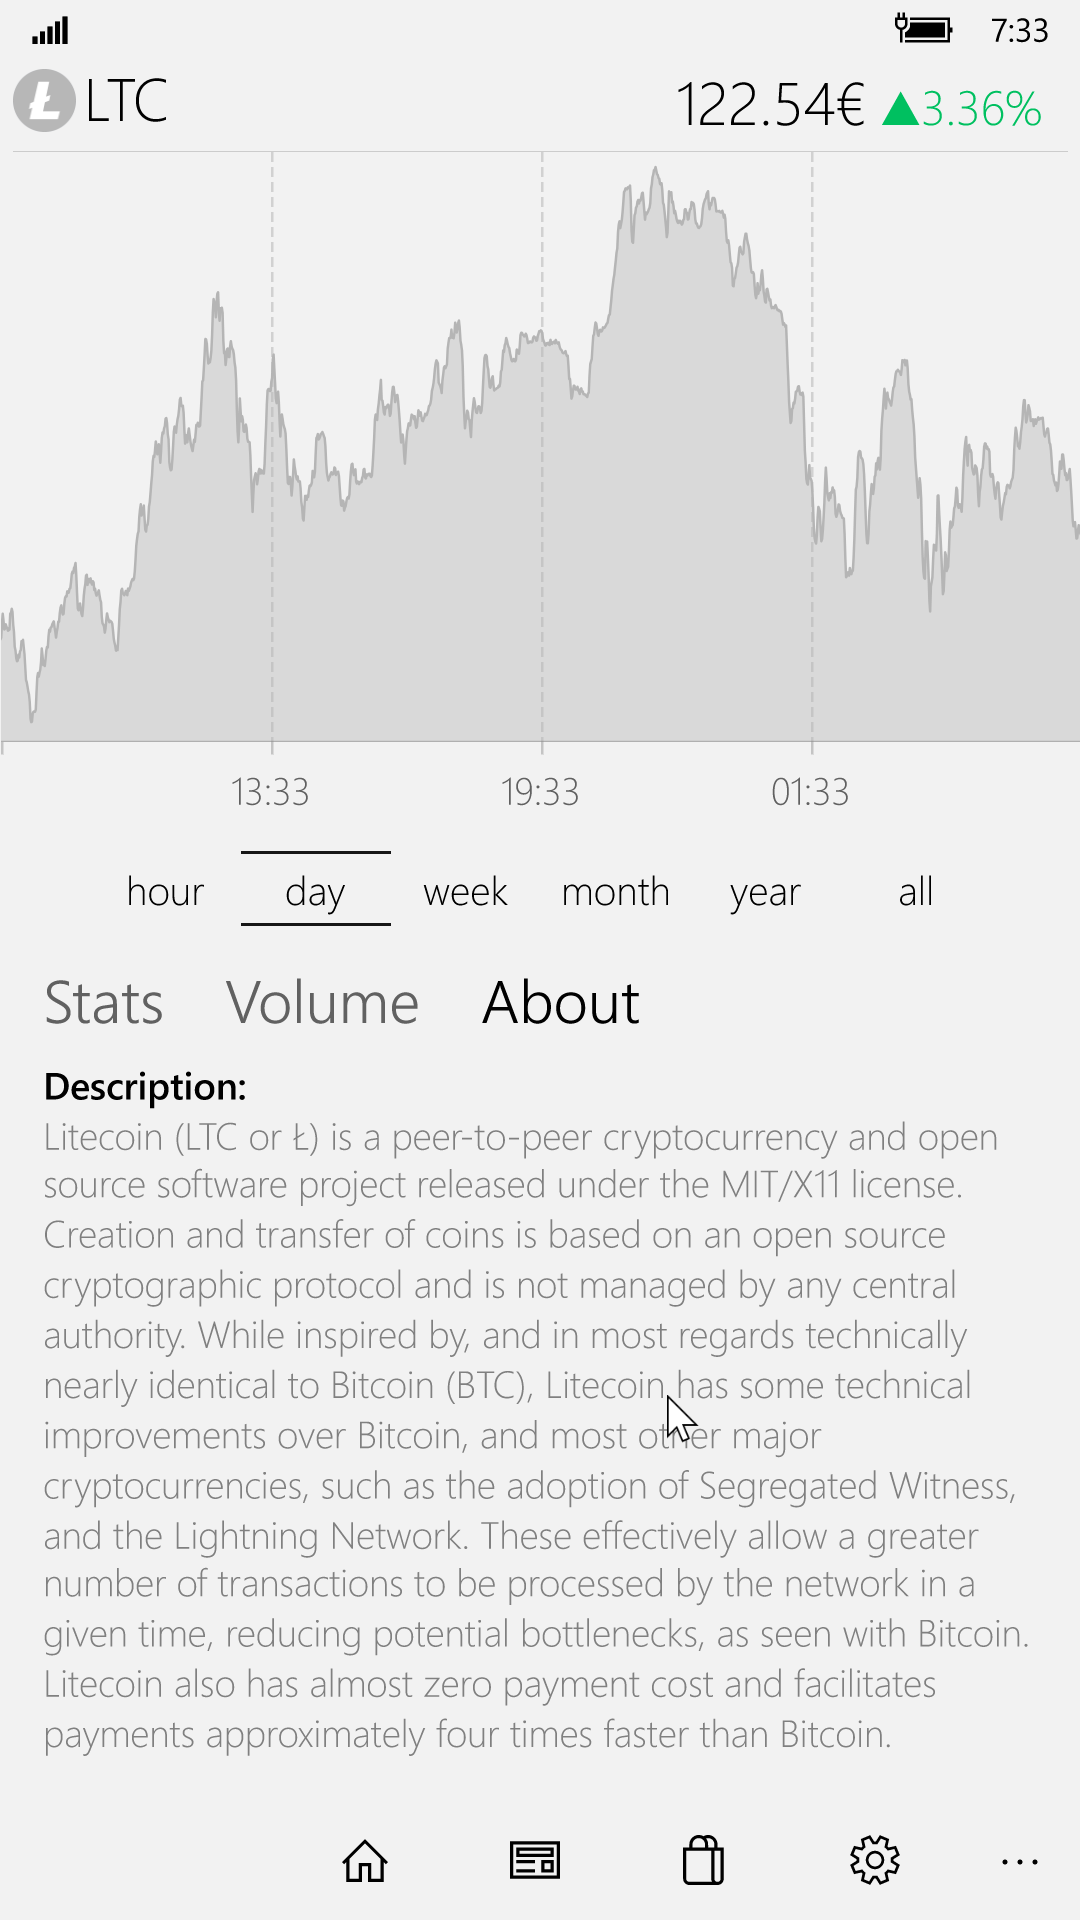 7:33
LTC 122.54€ ▲3.36%
13:33 19:33 01:33
hour day week month year all
Stats Volume About
Description:
Litecoin (LTC or Ł) is a peer-to-peer cryptocurrency and open
source software project released under the MIT/X11 license.
Creation and transfer of coins is based on an open source
cryptographic protocol and is not managed by any central
authority. While inspired by, and in most regards technically
nearly identical to Bitcoin (BTC), Litecoin has some technical
improvements over Bitcoin, and most other major
cryptocurrencies, such as the adoption of Segregated Witness,
and the Lightning Network. These effectively allow a greater
number of transactions to be processed by the network in a
given time, reducing potential bottlenecks, as seen with Bitcoin.
Litecoin also has almost zero payment cost and facilitates
payments approximately four times faster than Bitcoin.